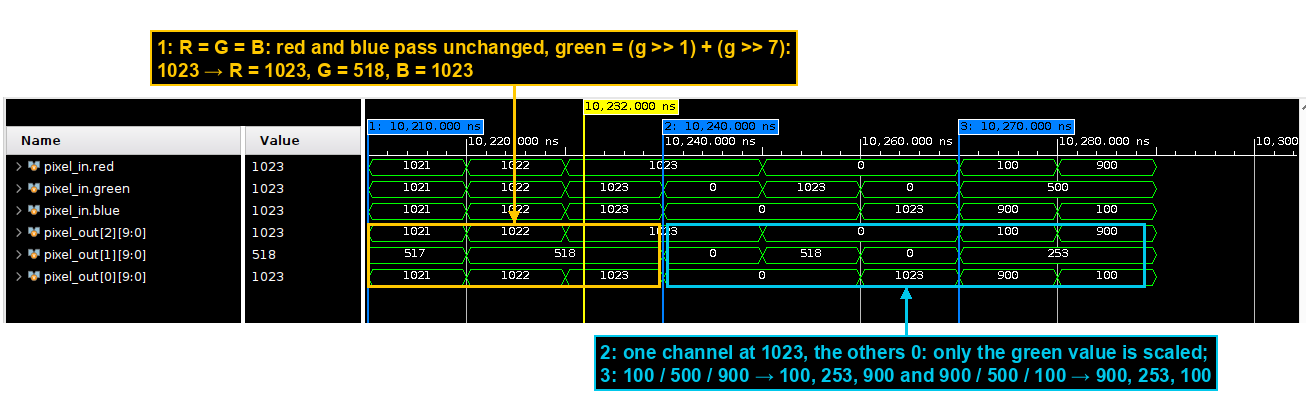 1: R = G = B: red and blue pass unchanged, green = (g >> 1) + (g >> 7):
1023 → R = 1023, G = 518, B = 1023
10,232.000 ns
1: 10,210.000 ns 2: 10,240.000 ns 3: 10,270.000 ns
Name Value 10,220.000 ns 10,240.000 ns 10,260.000 ns 10,280.000 ns 10,300
pixel_in.red 1023 1021 1022 1023 0 100 900
pixel_in.green 1023 1021 1022 1023 0 1023 0 500
pixel_in.blue 1023 1021 1022 1023 0 1023 900 100
pixel_out[2][9:0] 1023 1021 1022 1023 0 100 900
pixel_out[1][9:0] 518 517 518 0 518 0 253
pixel_out[0][9:0] 1023 1021 1022 1023 0 1023 900 100
2: one channel at 1023, the others 0: only the green value is scaled;
3: 100 / 500 / 900 → 100, 253, 900 and 900 / 500 / 100 → 900, 253, 100